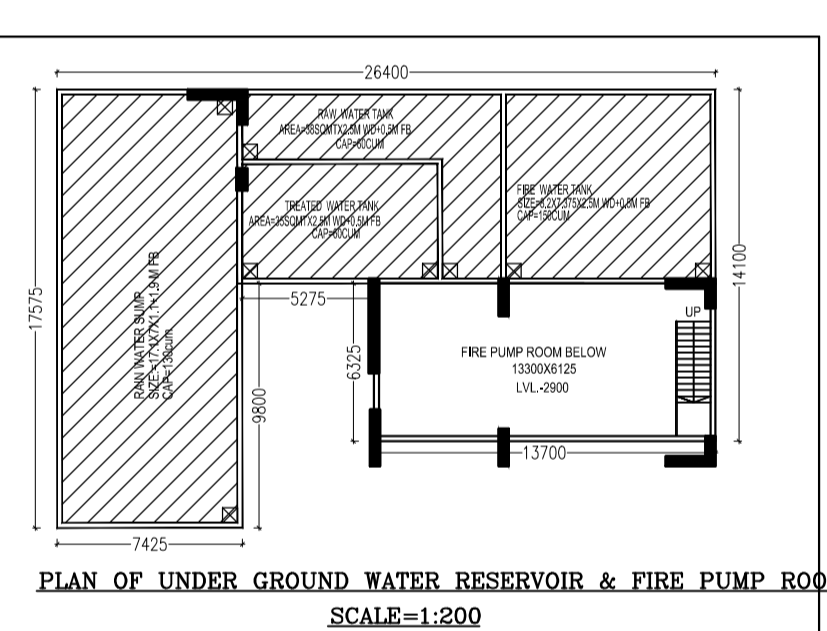 26400
RAW WATER TANK
AREA=38SQMTX2.5M WD+0.5M FB
CAP=60CUM
FIRE WATER TANK
SIZE=8.2X7.375X2.5M WD+0.5M FB
CAP=150CUM
TREATED WATER TANK
AREA=35SQMTX2.5M WD+0.5M FB
CAP=60CUM
17575
14100
RAIN WATER SUMP
SIZE=17.1X7X1.1+1.9 M FB
CAP=130cum
5275
UP
6325
FIRE PUMP ROOM BELOW
13300X6125
LVL.-2900
9800
13700
7425
PLAN OF UNDER GROUND WATER RESERVOIR & FIRE PUMP ROO
SCALE=1:200